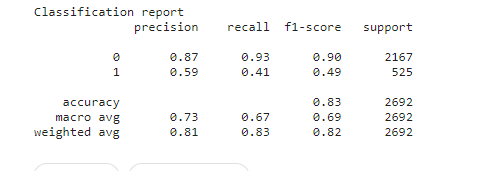 Classification report
precision recall f1-score support
0 0.87 0.93 0.90 2167
1 0.59 0.41 0.49 525
accuracy 0.83 2692
macro avg 0.73 0.67 0.69 2692
weighted avg 0.81 0.83 0.82 2692